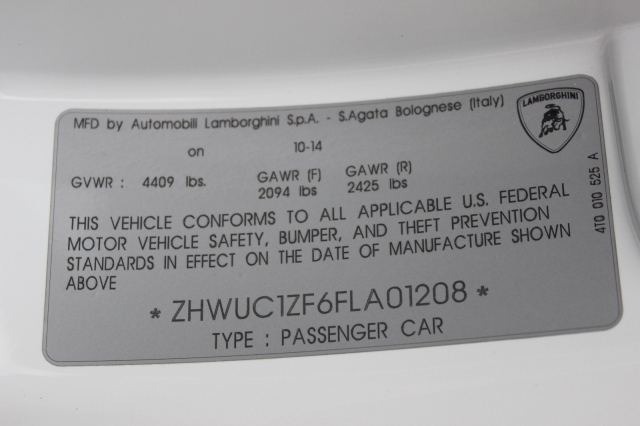 MFD by Automobili Lamborghini S.p.A. - S.Agata Bolognese (Italy)
LAMBORGHINI
on 10-14
GVWR : 4409 lbs. GAWR (F) GAWR (R)
2094 lbs 2425 lbs
THIS VEHICLE CONFORMS TO ALL APPLICABLE U.S. FEDERAL
MOTOR VEHICLE SAFETY, BUMPER, AND THEFT PREVENTION
STANDARDS IN EFFECT ON THE DATE OF MANUFACTURE SHOWN
ABOVE
* ZHWUC1ZF6FLA01208 *
TYPE : PASSENGER CAR
4T0 010 525 A